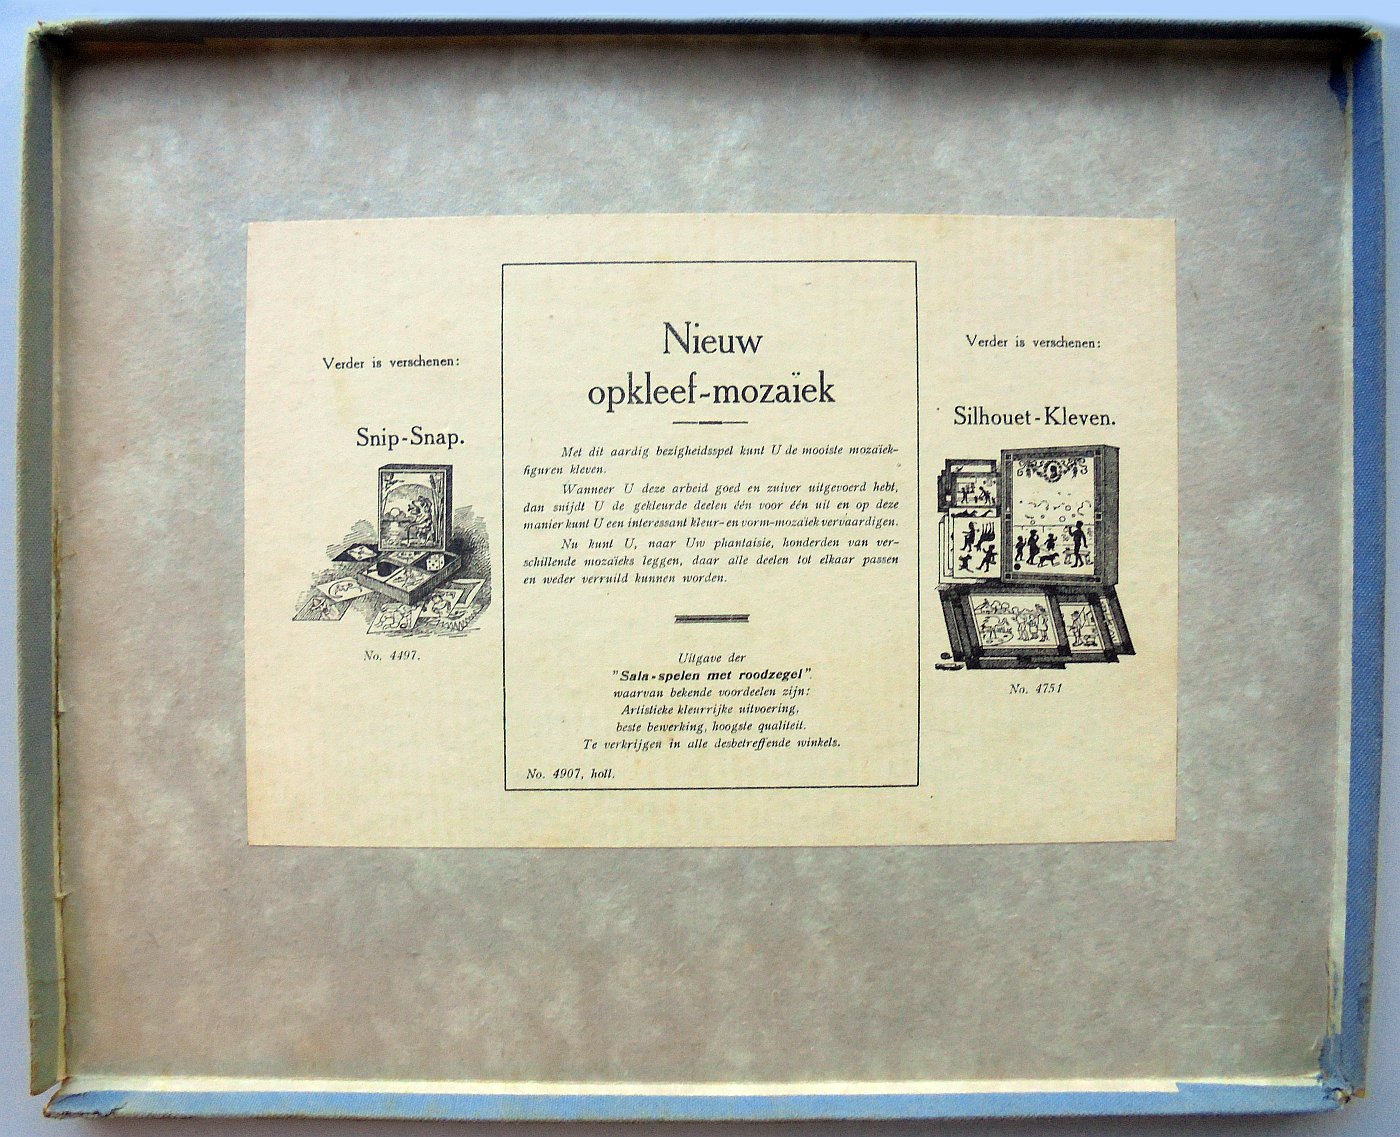 Verder is verschenen:
Snip-Snap.
No. 4497.
Nieuw
opkleef-mozaïek
Met dit aardig bezigheidsspel kunt U de mooiste mozaïek-
figuren kleven.
Wanneer U deze arbeid goed en zuiver uitgevoerd hebt,
dan snijdt U de gekleurde deelen één voor één uit en op deze
manier kunt U een interessant kleur- en vorm-mozaïek vervaardigen.
Nu kunt U, naar Uw phantaisie, honderden van ver-
schillende mozaïeks leggen, daar alle deelen tot elkaar passen
en weder verruild kunnen worden.
Uitgave der
"Sala-spelen met roodzegel".
waarvan bekende voordeelen zijn:
Artistieke kleurrijke uitvoering,
beste bewerking, hoogste qualiteit.
Te verkrijgen in alle desbetreffende winkels.
No. 4907, holl.
Verder is verschenen:
Silhouet-Kleven.
No. 4751